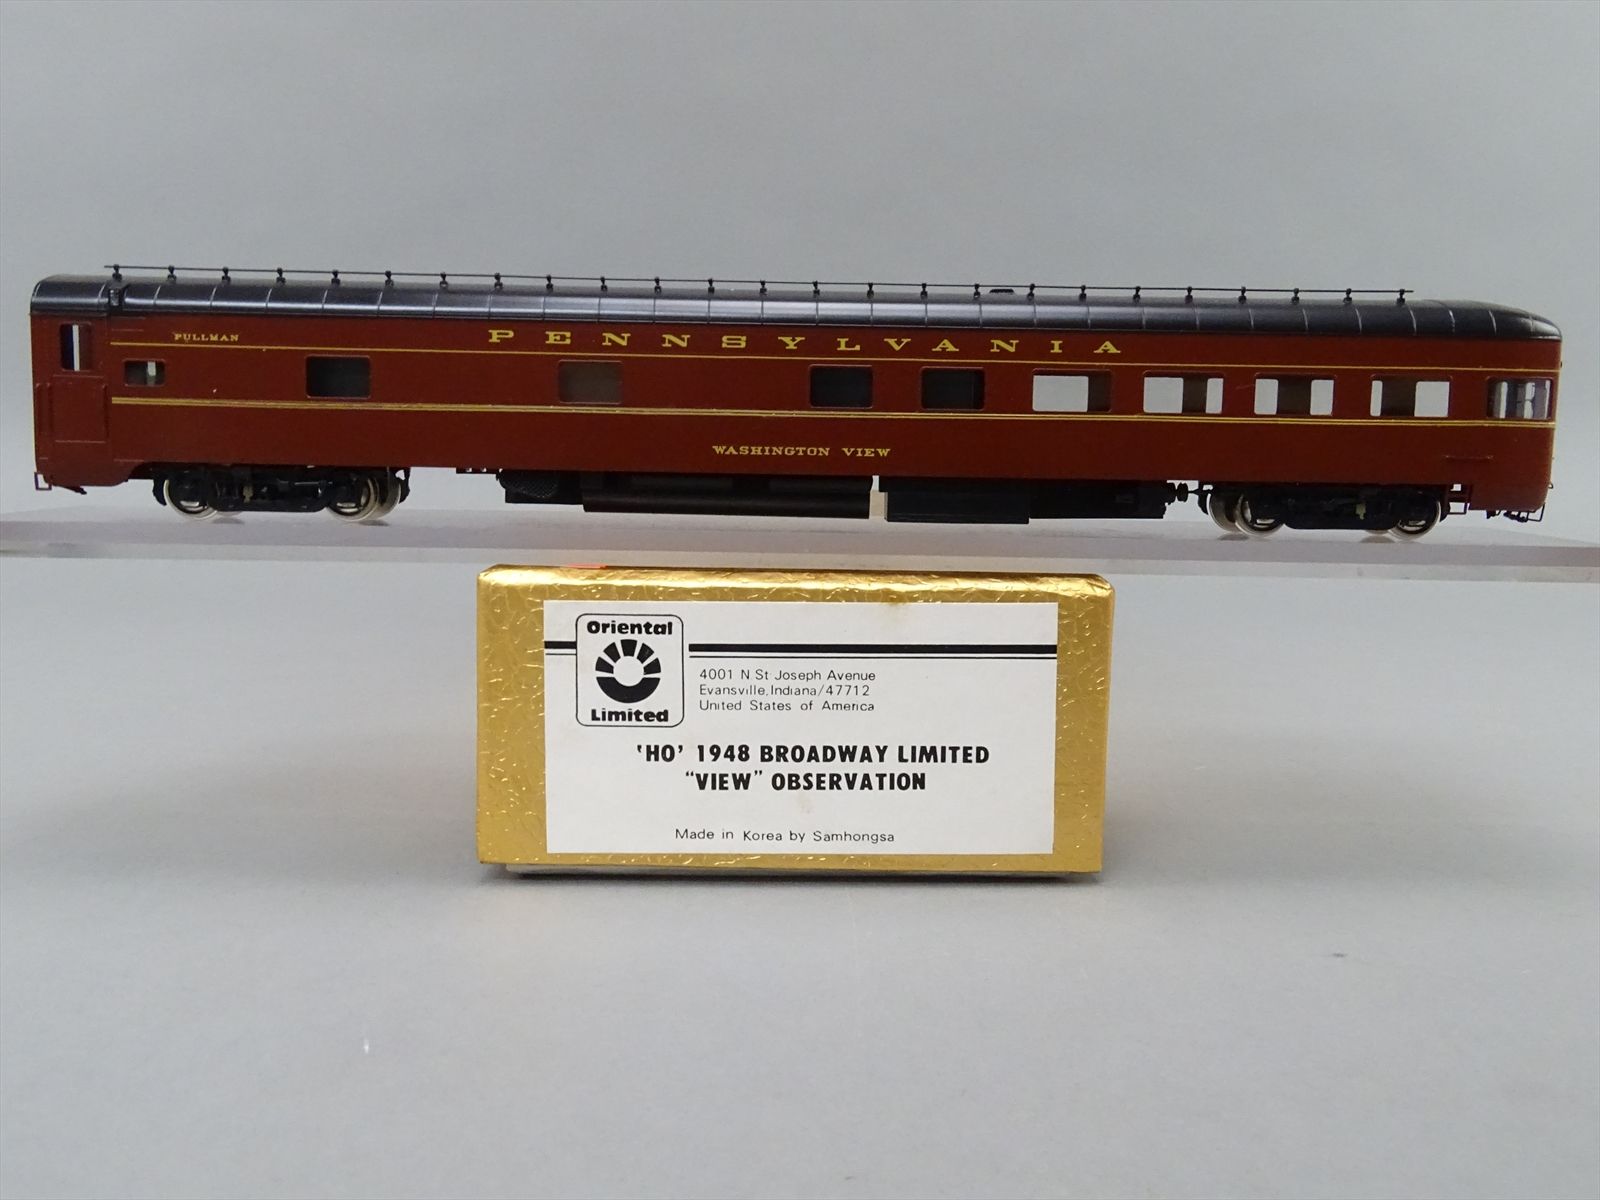 PULLMAN
PENNSYLVANIA
WASHINGTON VIEW
Oriental
Limited
4001 N St Joseph Avenue
Evansville, Indiana/47712
United States of America
'HO' 1948 BROADWAY LIMITED
"VIEW" OBSERVATION
Made in Korea by Samhongsa